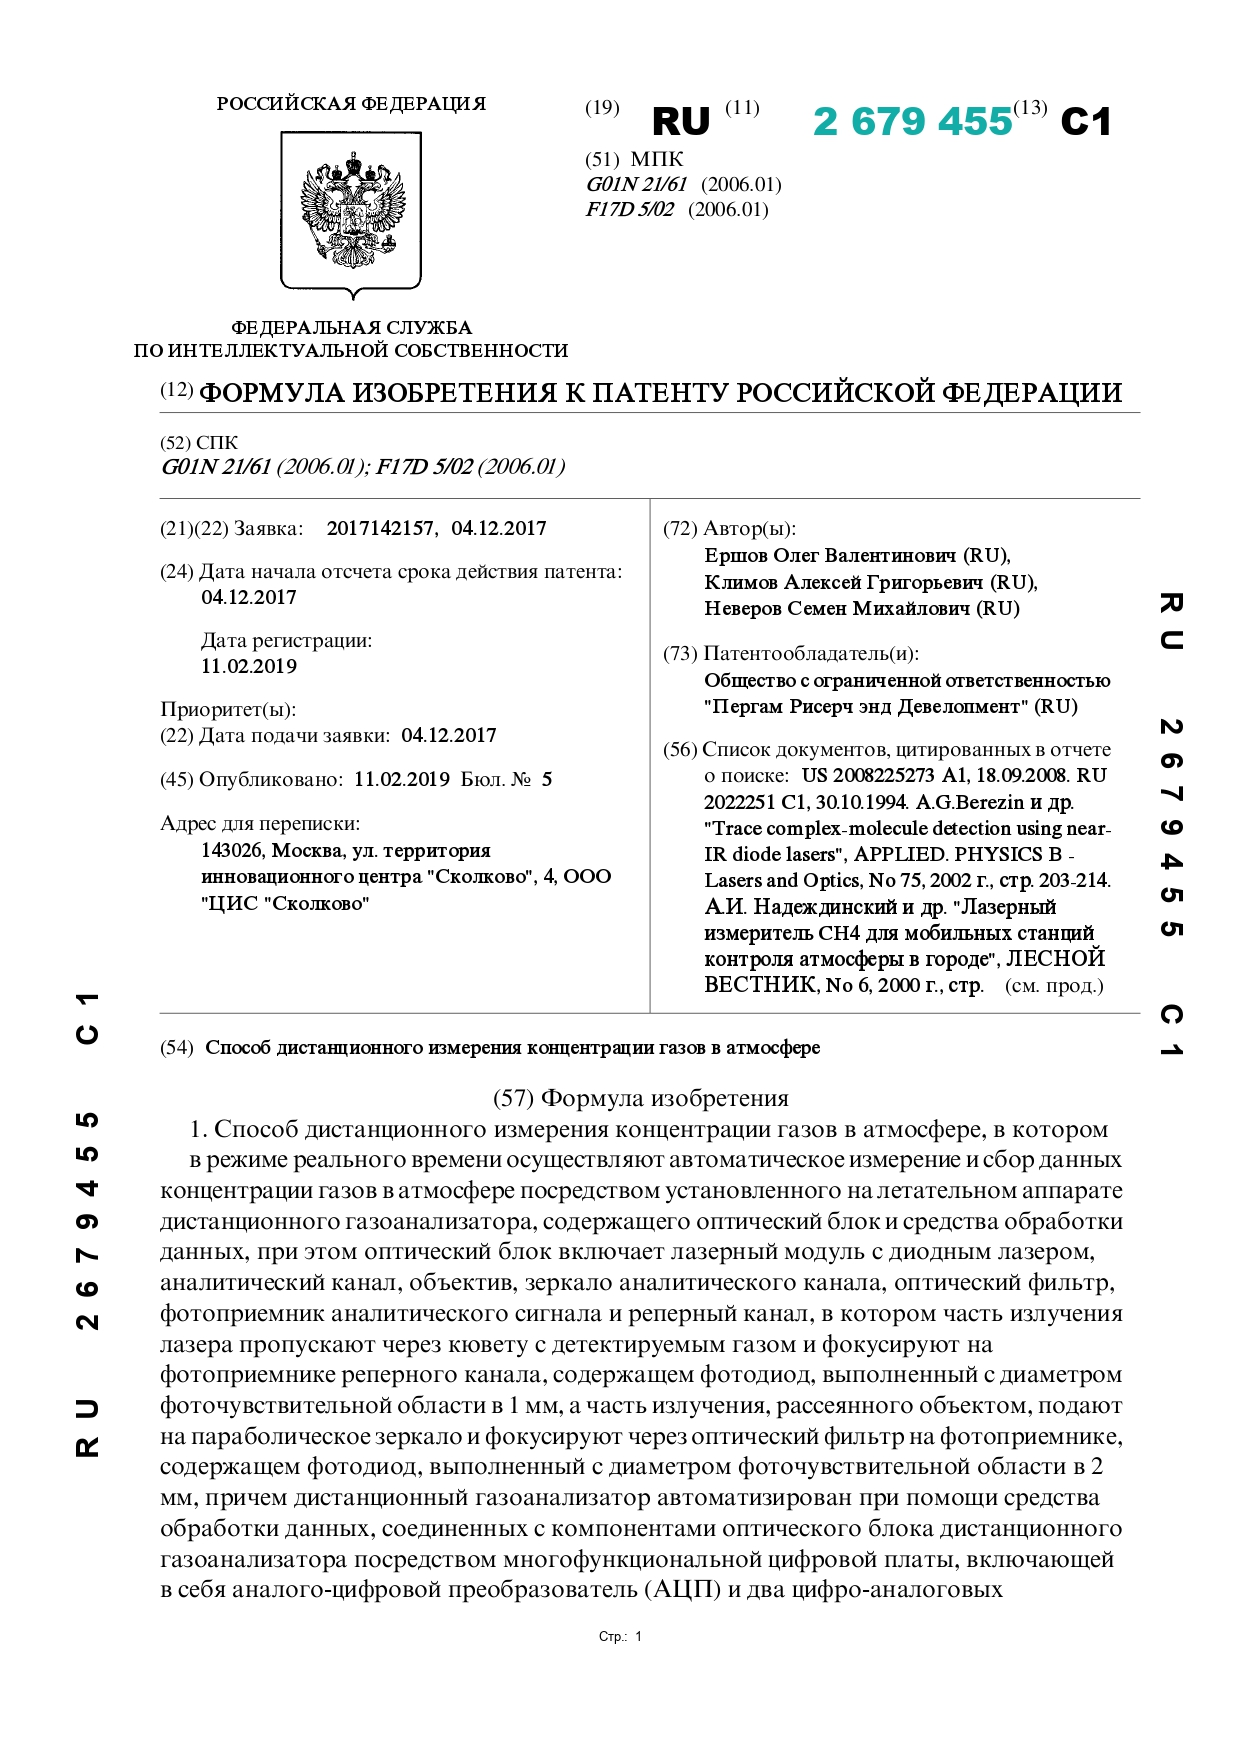 РОССИЙСКАЯ ФЕДЕРАЦИЯ
ФЕДЕРАЛЬНАЯ СЛУЖБА
ПО ИНТЕЛЛЕКТУАЛЬНОЙ СОБСТВЕННОСТИ
(19) RU (11) 2 679 455 (13) C1
(51) МПК
G01N 21/61 (2006.01)
F17D 5/02 (2006.01)
(12) ФОРМУЛА ИЗОБРЕТЕНИЯ К ПАТЕНТУ РОССИЙСКОЙ ФЕДЕРАЦИИ
(52) СПК
G01N 21/61 (2006.01); F17D 5/02 (2006.01)
(21)(22) Заявка: 2017142157, 04.12.2017
(24) Дата начала отсчета срока действия патента:
04.12.2017
Дата регистрации:
11.02.2019
Приоритет(ы):
(22) Дата подачи заявки: 04.12.2017
(45) Опубликовано: 11.02.2019 Бюл. № 5
Адрес для переписки:
143026, Москва, ул. территория
инновационного центра "Сколково", 4, ООО
"ЦИС "Сколково"
(72) Автор(ы):
Ершов Олег Валентинович (RU),
Климов Алексей Григорьевич (RU),
Неверов Семен Михайлович (RU)
(73) Патентообладатель(и):
Общество с ограниченной ответственностью
"Пергам Рисерч энд Девелопмент" (RU)
(56) Список документов, цитированных в отчете
о поиске: US 2008225273 A1, 18.09.2008. RU
2022251 C1, 30.10.1994. A.G.Berezin и др.
"Trace complex-molecule detection using near-
IR diode lasers", APPLIED. PHYSICS B -
Lasers and Optics, No 75, 2002 г., стр. 203-214.
А.И. Надеждинский и др. "Лазерный
измеритель CH4 для мобильных станций
контроля атмосферы в городе", ЛЕСНОЙ
ВЕСТНИК, No 6, 2000 г., стр. (см. прод.)
(54) Способ дистанционного измерения концентрации газов в атмосфере
(57) Формула изобретения
1. Способ дистанционного измерения концентрации газов в атмосфере, в котором
в режиме реального времени осуществляют автоматическое измерение и сбор данных
концентрации газов в атмосфере посредством установленного на летательном аппарате
дистанционного газоанализатора, содержащего оптический блок и средства обработки
данных, при этом оптический блок включает лазерный модуль с диодным лазером,
аналитический канал, объектив, зеркало аналитического канала, оптический фильтр,
фотоприемник аналитического сигнала и реперный канал, в котором часть излучения
лазера пропускают через кювету с детектируемым газом и фокусируют на
фотоприемнике реперного канала, содержащем фотодиод, выполненный с диаметром
фоточувствительной области в 1 мм, а часть излучения, рассеянного объектом, подают
на параболическое зеркало и фокусируют через оптический фильтр на фотоприемнике,
содержащем фотодиод, выполненный с диаметром фоточувствительной области в 2
мм, причем дистанционный газоанализатор автоматизирован при помощи средства
обработки данных, соединенных с компонентами оптического блока дистанционного
газоанализатора посредством многофункциональной цифровой платы, включающей
в себя аналого-цифровой преобразователь (АЦП) и два цифро-аналоговых
Стр.: 1
RU 2679455 C1
RU 2679455 C1